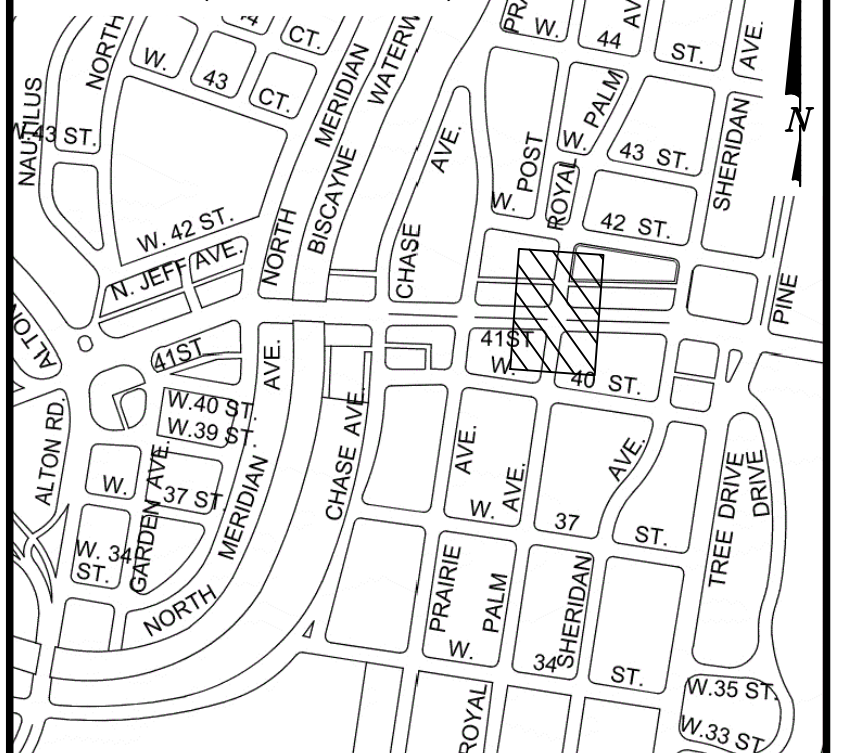 44
CT.
PRA
W.
44
AV
ST.
AVE.
NORTH
W.
43
CT.
MERIDIAN
WATERW
NAUTILUS
W.43 ST.
BISCAYNE
NORTH
AVE.
CHASE
POST
W.
PALM
W.
ROYAL
43 ST.
SHERIDAN
N
42 ST.
W. 42 ST.
N. JEFF AVE.
PINE
ALTON
41ST
AVE.
41ST
W.
40 ST.
W.40 ST.
W.39 ST.
ALTON RD.
CHASE AVE.
W.
37 ST.
GARDEN AVE.
MERIDIAN
AVE.
AVE.
W.
37
AVE.
ST.
TREE DRIVE
DRIVE
W. 34
ST.
NORTH
PRAIRIE
PALM
W.
SHERIDAN
34
ST.
ROYAL
W.35 ST.
W.33 ST